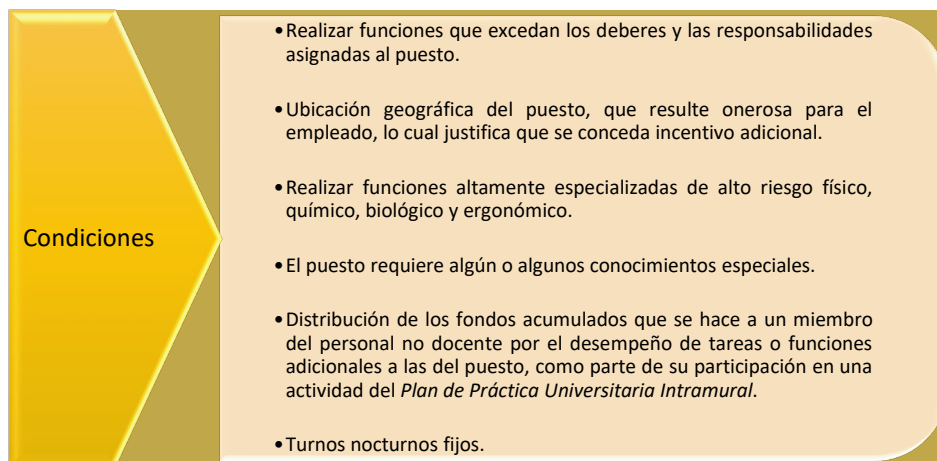 Condiciones
•Realizar funciones que excedan los deberes y las responsabilidades
asignadas al puesto.
•Ubicación geográfica del puesto, que resulte onerosa para el
empleado, lo cual justifica que se conceda incentivo adicional.
•Realizar funciones altamente especializadas de alto riesgo físico,
químico, biológico y ergonómico.
•El puesto requiere algún o algunos conocimientos especiales.
•Distribución de los fondos acumulados que se hace a un miembro
del personal no docente por el desempeño de tareas o funciones
adicionales a las del puesto, como parte de su participación en una
actividad del Plan de Práctica Universitaria Intramural.
•Turnos nocturnos fijos.